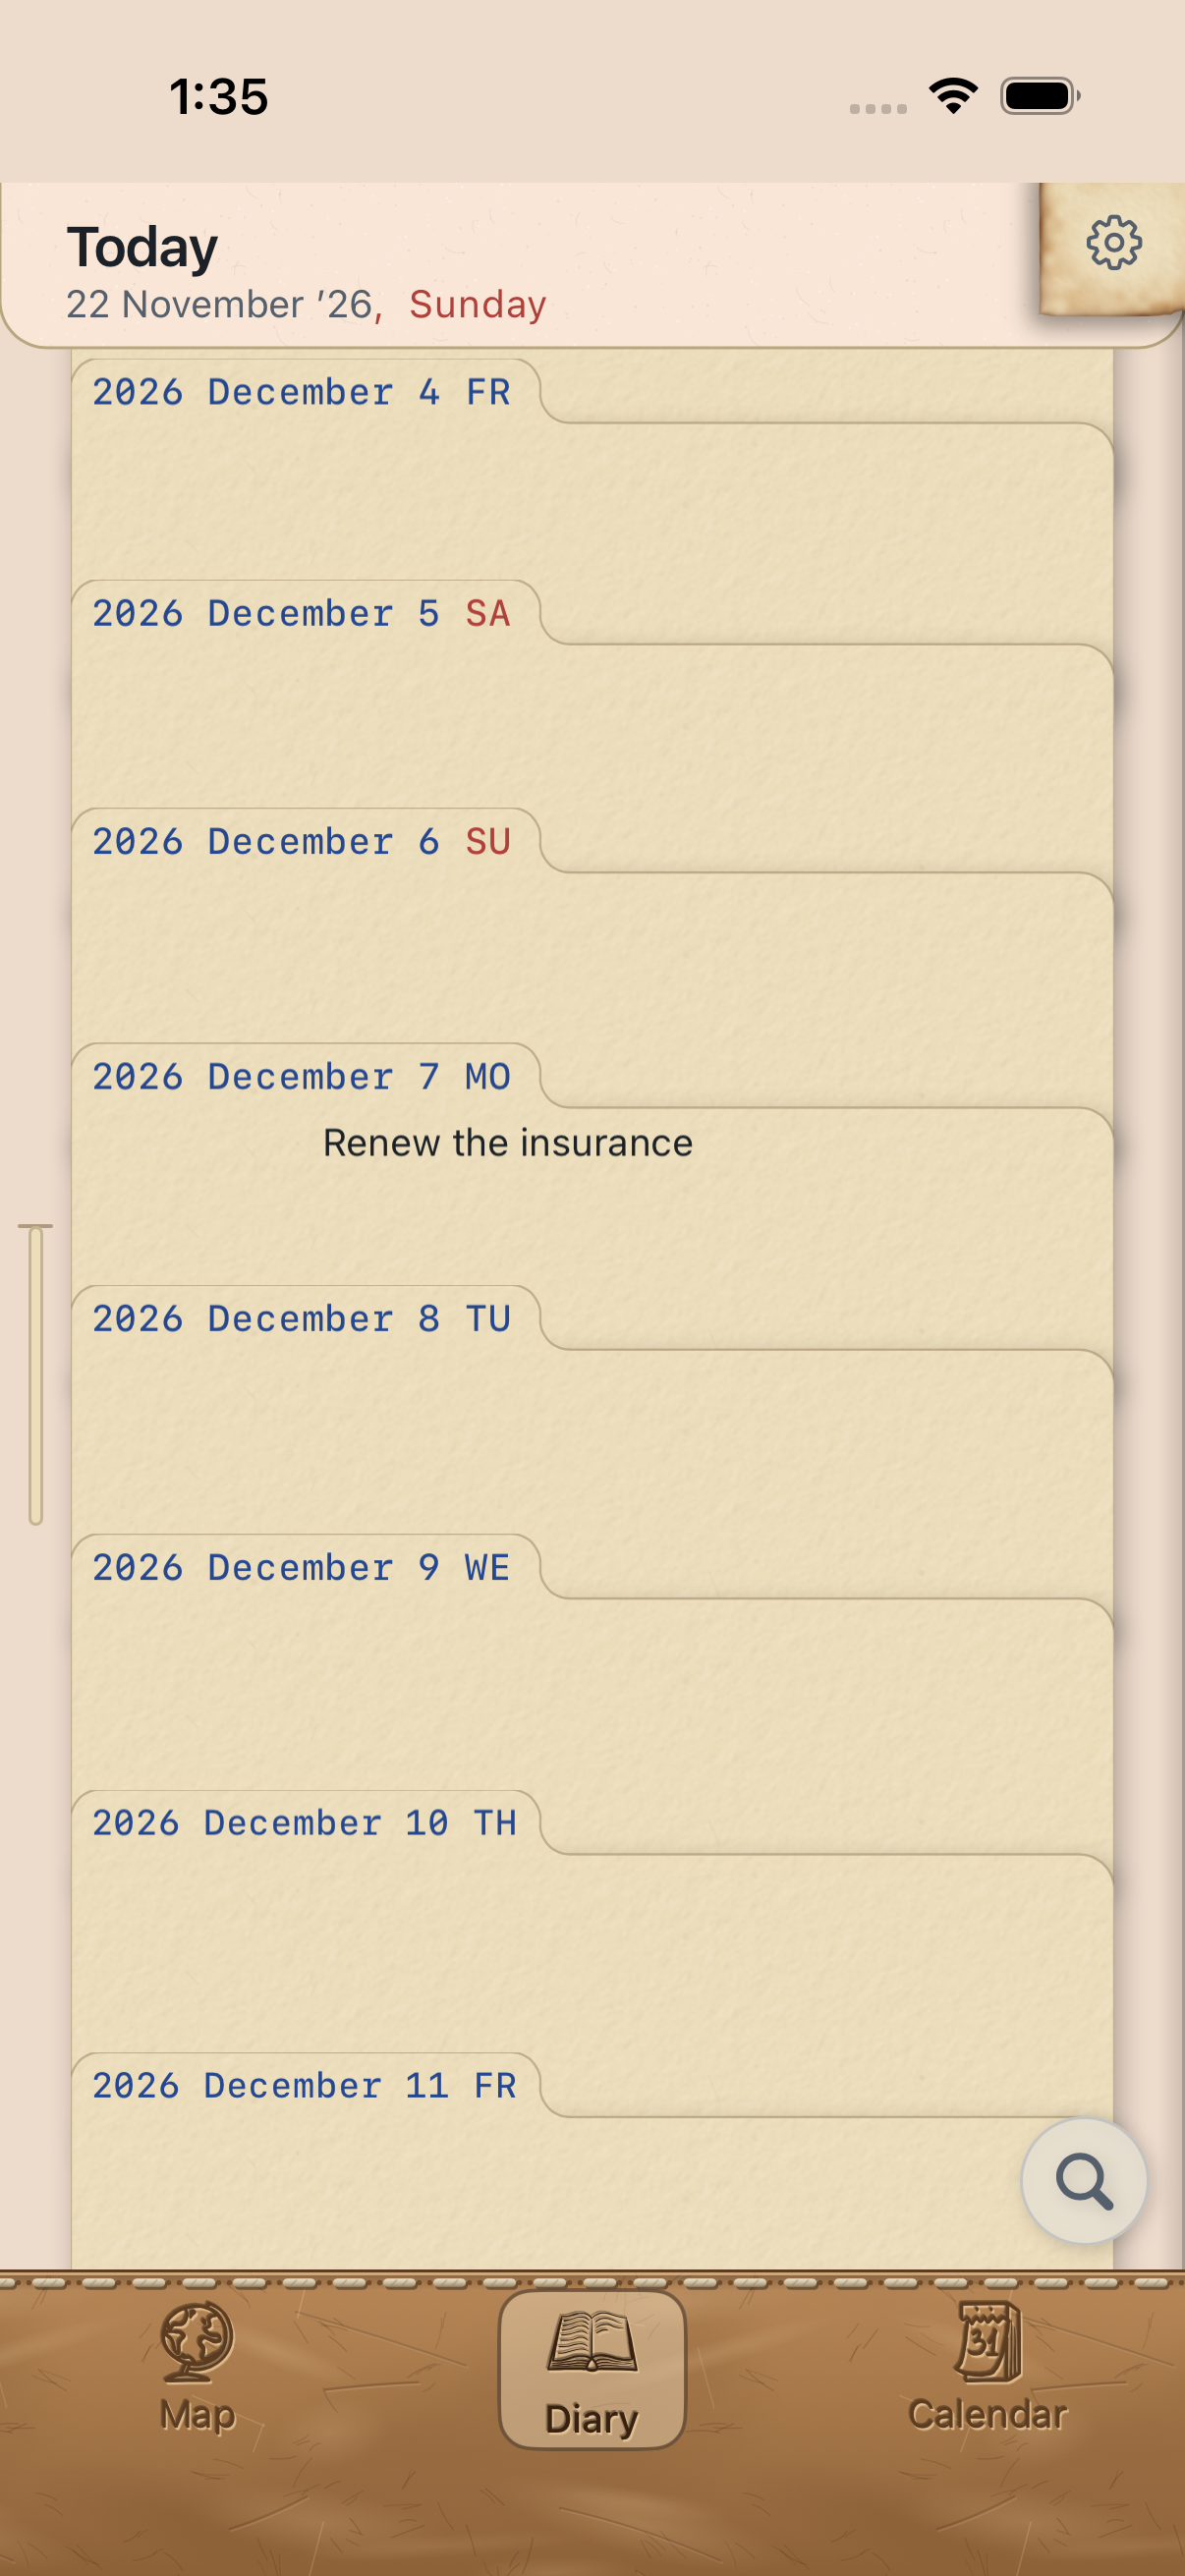 1:35
Today
22 November ’26, Sunday
2026 December 4 FR
2026 December 5 SA
2026 December 6 SU
2026 December 7 MO
Renew the insurance
2026 December 8 TU
2026 December 9 WE
2026 December 10 TH
2026 December 11 FR
31
Map
Diary
Calendar